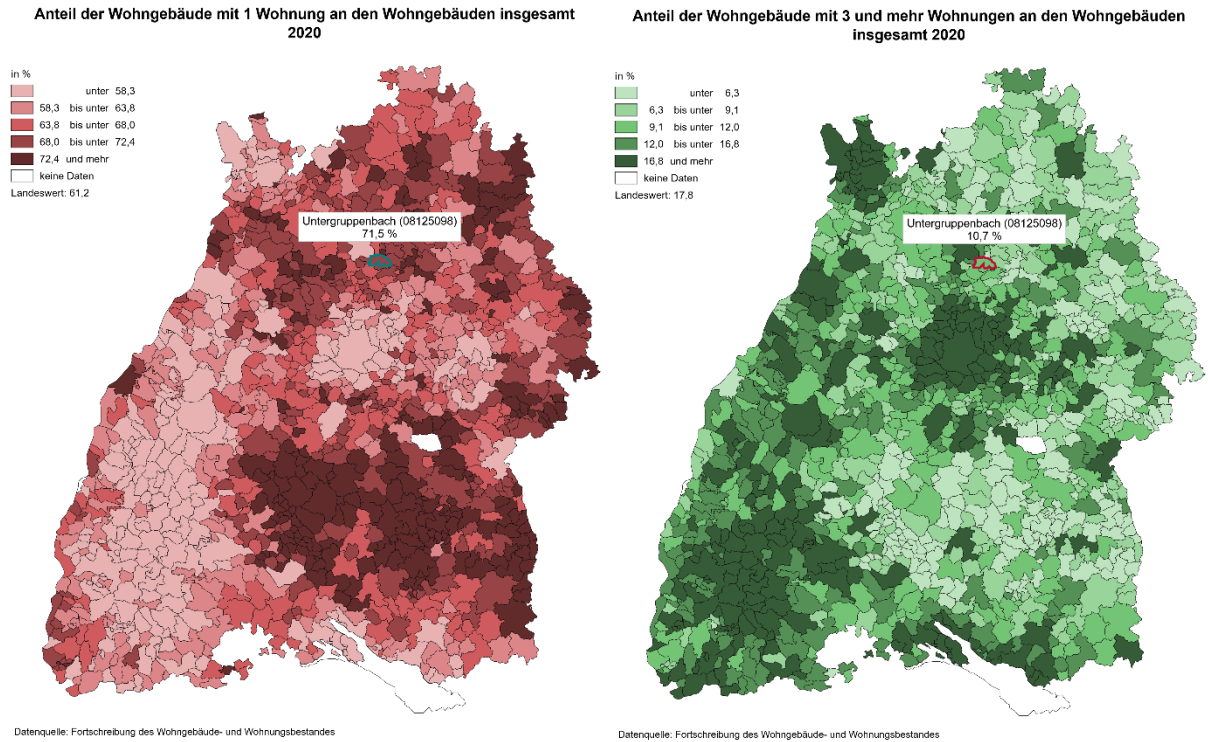 Anteil der Wohngebäude mit 1 Wohnung an den Wohngebäuden insgesamt
2020
in %
unter 58,3
58,3 bis unter 63,8
63,8 bis unter 68,0
68,0 bis unter 72,4
72,4 und mehr
keine Daten
Landeswert: 61,2
Untergruppenbach (08125098)
71,5 %
Datenquelle: Fortschreibung des Wohngebäude- und Wohnungsbestandes
Anteil der Wohngebäude mit 3 und mehr Wohnungen an den Wohngebäuden
insgesamt 2020
in %
unter 6,3
6,3 bis unter 9,1
9,1 bis unter 12,0
12,0 bis unter 16,8
16,8 und mehr
keine Daten
Landeswert: 17,8
Untergruppenbach (08125098)
10,7 %
Datenquelle: Fortschreibung des Wohngebäude- und Wohnungsbestandes